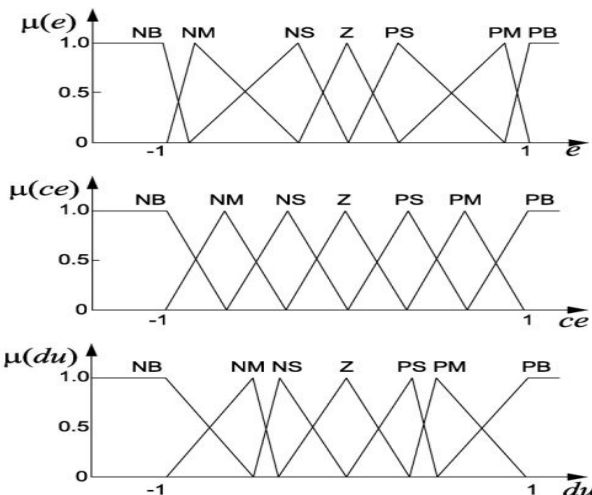 μ(e)
NB NM NS Z PS PM PB
1.0
0.5
0
-1 1 e
μ(ce)
NB NM NS Z PS PM PB
1.0
0.5
0
-1 1 ce
μ(du)
NB NM NS Z PS PM PB
1.0
0.5
0
-1 1 du